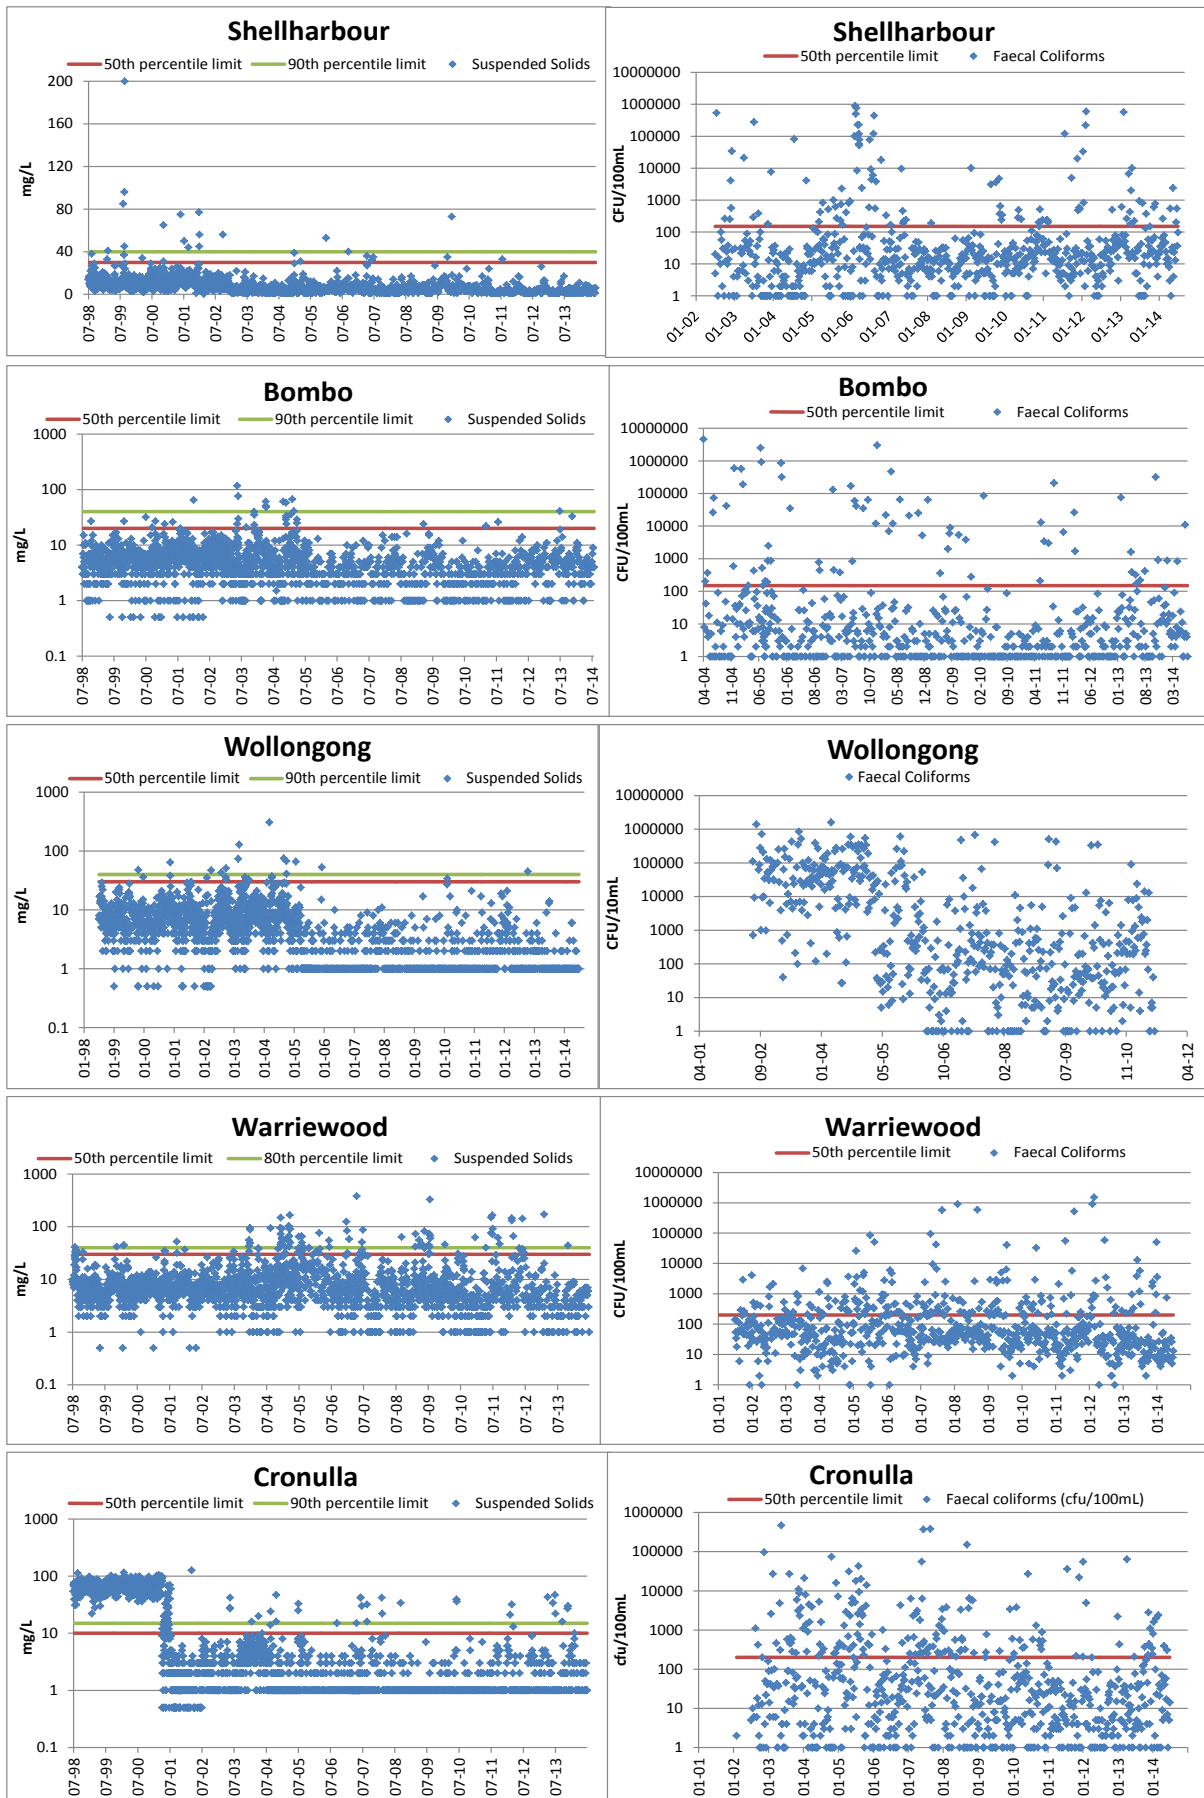 Shellharbour
50th percentile limit 90th percentile limit Suspended Solids
mg/L
200
160
120
80
40
0
07-98 07-99 07-00 07-01 07-02 07-03 07-04 07-05 07-06 07-07 07-08 07-09 07-10 07-11 07-12 07-13
Shellharbour
50th percentile limit Faecal Coliforms
CFU/100mL
10000000
1000000
100000
10000
1000
100
10
1
01-02 01-03 01-04 01-05 01-06 01-07 01-08 01-09 01-10 01-11 01-12 01-13 01-14
Bombo
50th percentile limit 90th percentile limit Suspended Solids
mg/L
1000
100
10
1
0.1
07-98 07-99 07-00 07-01 07-02 07-03 07-04 07-05 07-06 07-07 07-08 07-09 07-10 07-11 07-12 07-13 07-14
Bombo
50th percentile limit Faecal Coliforms
CFU/100mL
10000000
1000000
100000
10000
1000
100
10
1
04-04 11-04 06-05 01-06 08-06 03-07 10-07 05-08 12-08 07-09 02-10 09-10 04-11 11-11 06-12 01-13 08-13 03-14
Wollongong
50th percentile limit 90th percentile limit Suspended Solids
mg/L
1000
100
10
1
0.1
01-98 01-99 01-00 01-01 01-02 01-03 01-04 01-05 01-06 01-07 01-08 01-09 01-10 01-11 01-12 01-13 01-14
Wollongong
Faecal Coliforms
CFU/10mL
10000000
1000000
100000
10000
1000
100
10
1
04-01 09-02 01-04 05-05 10-06 02-08 07-09 11-10 04-12
Warriewood
50th percentile limit 80th percentile limit Suspended Solids
mg/L
1000
100
10
1
0.1
07-98 07-99 07-00 07-01 07-02 07-03 07-04 07-05 07-06 07-07 07-08 07-09 07-10 07-11 07-12 07-13
Warriewood
50th percentile limit Faecal Coliforms
CFU/100mL
10000000
1000000
100000
10000
1000
100
10
1
01-01 01-02 01-03 01-04 01-05 01-06 01-07 01-08 01-09 01-10 01-11 01-12 01-13 01-14
Cronulla
50th percentile limit 90th percentile limit Suspended Solids
mg/L
1000
100
10
1
0.1
07-98 07-99 07-00 07-01 07-02 07-03 07-04 07-05 07-06 07-07 07-08 07-09 07-10 07-11 07-12 07-13
Cronulla
50th percentile limit Faecal coliforms (cfu/100mL)
cfu/100mL
1000000
100000
10000
1000
100
10
1
01-01 01-02 01-03 01-04 01-05 01-06 01-07 01-08 01-09 01-10 01-11 01-12 01-13 01-14